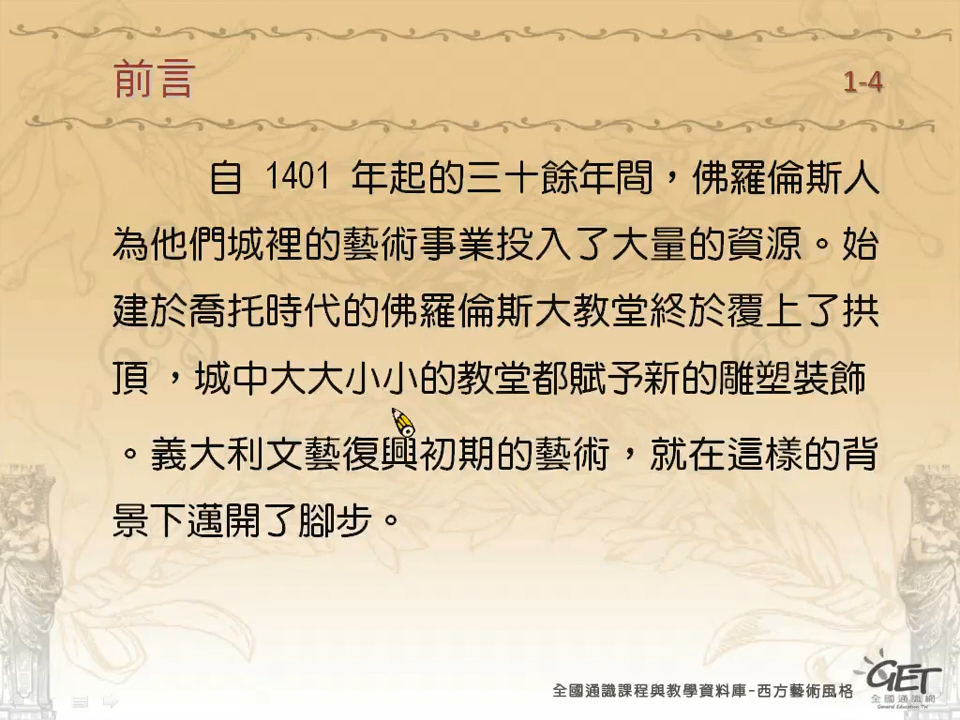 前言
1-4
自 1401 年起的三十餘年間，佛羅倫斯人
為他們城裡的藝術事業投入了大量的資源。始
建於喬托時代的佛羅倫斯大教堂終於覆上了拱
頂，城中大大小小的教堂都賦予新的雕塑裝飾
。義大利文藝復興初期的藝術，就在這樣的背
景下邁開了腳步。
全國通識課程與教學資料庫-西方藝術風格
GET
全國通識網
General Education Tw